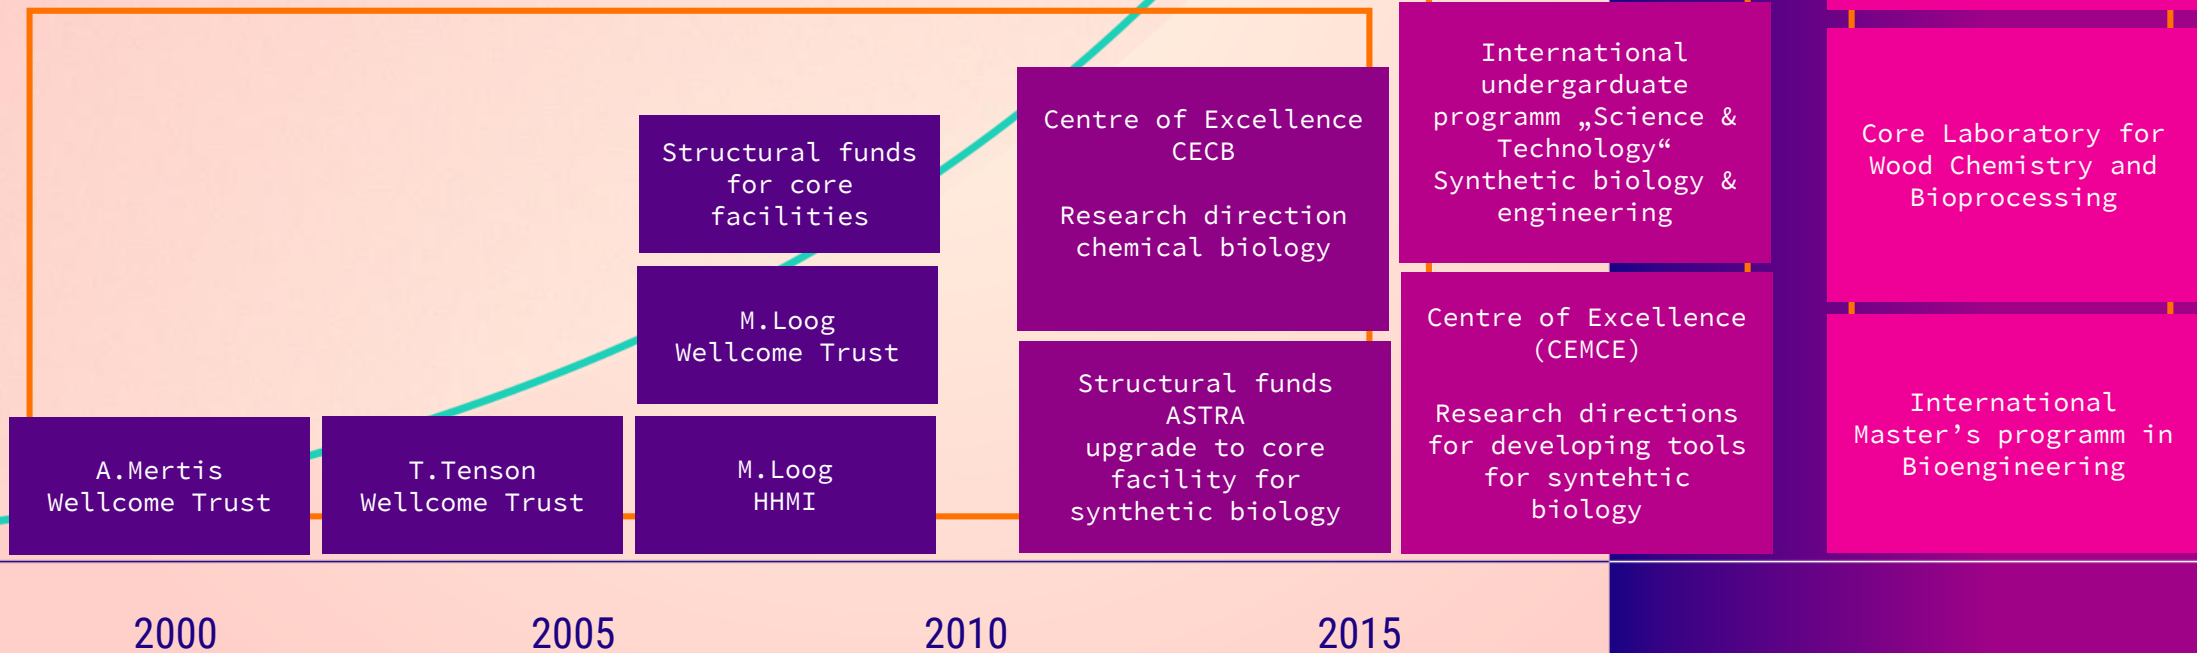 A.Mertis
Wellcome Trust
T.Tenson
Wellcome Trust
Structural funds
for core
facilities
M.Loog
Wellcome Trust
M.Loog
HHMI
Centre of Excellence
CECB
Research direction
chemical biology
Structural funds
ASTRA
upgrade to core
facility for
synthetic biology
International
undergarduate
programm „Science &
Technology“
Synthetic biology &
engineering
Centre of Excellence
(CEMCE)
Research directions
for developing tools
for syntehtic
biology
Core Laboratory for
Wood Chemistry and
Bioprocessing
International
Master’s programm in
Bioengineering
2000
2005
2010
2015